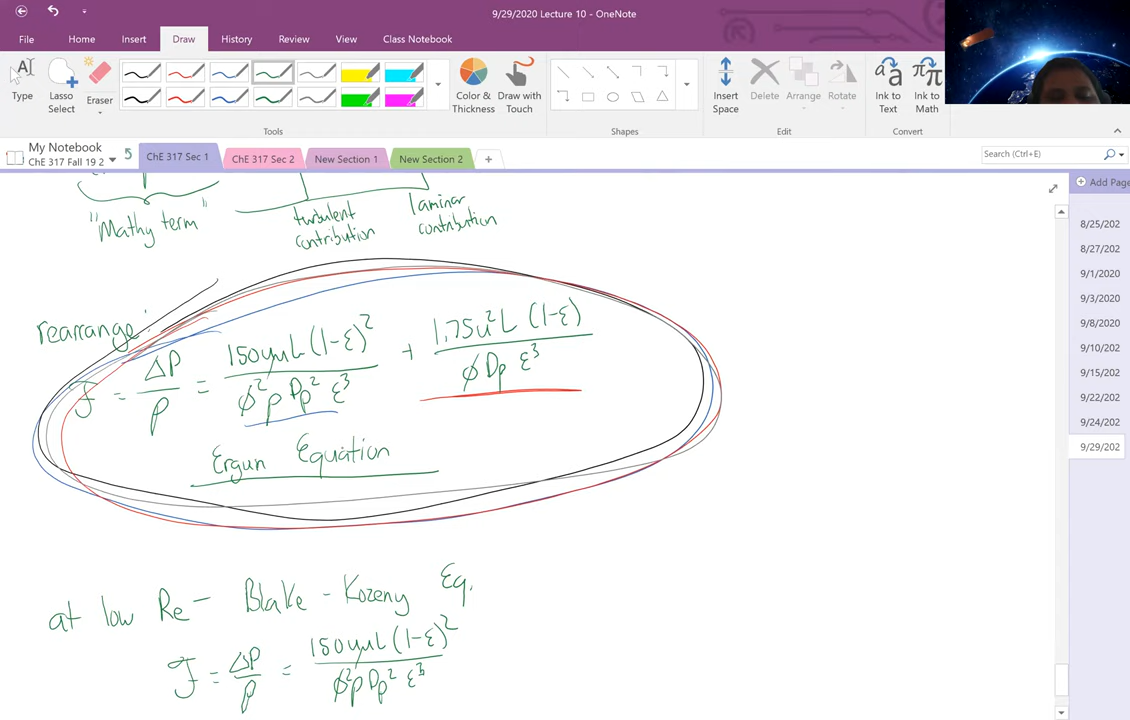 9/29/2020 Lecture 10 - OneNote
File Home Insert Draw History Review View Class Notebook
Type Lasso Select Eraser Color & Thickness Draw with Touch Insert Space Delete Arrange Rotate Ink to Text Ink to Math
Tools Shapes Edit Convert
My Notebook
ChE 317 Fall 19 2
ChE 317 Sec 1 ChE 317 Sec 2 New Section 1 New Section 2 +
Search (Ctrl+E)
Add Page
8/25/202
8/27/202
9/1/2020
9/3/2020
9/8/2020
9/10/202
9/15/202
9/22/202
9/24/202
9/29/202
"Mathy term"
turbulent contribution
laminar contribution
rearrange:
ℱ = ΔP/ρ = 150μuL(1-ε)²/ϕ²ρDp²ε³ + 1.75u²L(1-ε)/ϕDpε³
Ergun Equation
at low Re - Blake-Kozeny Eq.
ℱ = ΔP/ρ = 150μuL(1-ε)²/ϕ²ρDp²ε³